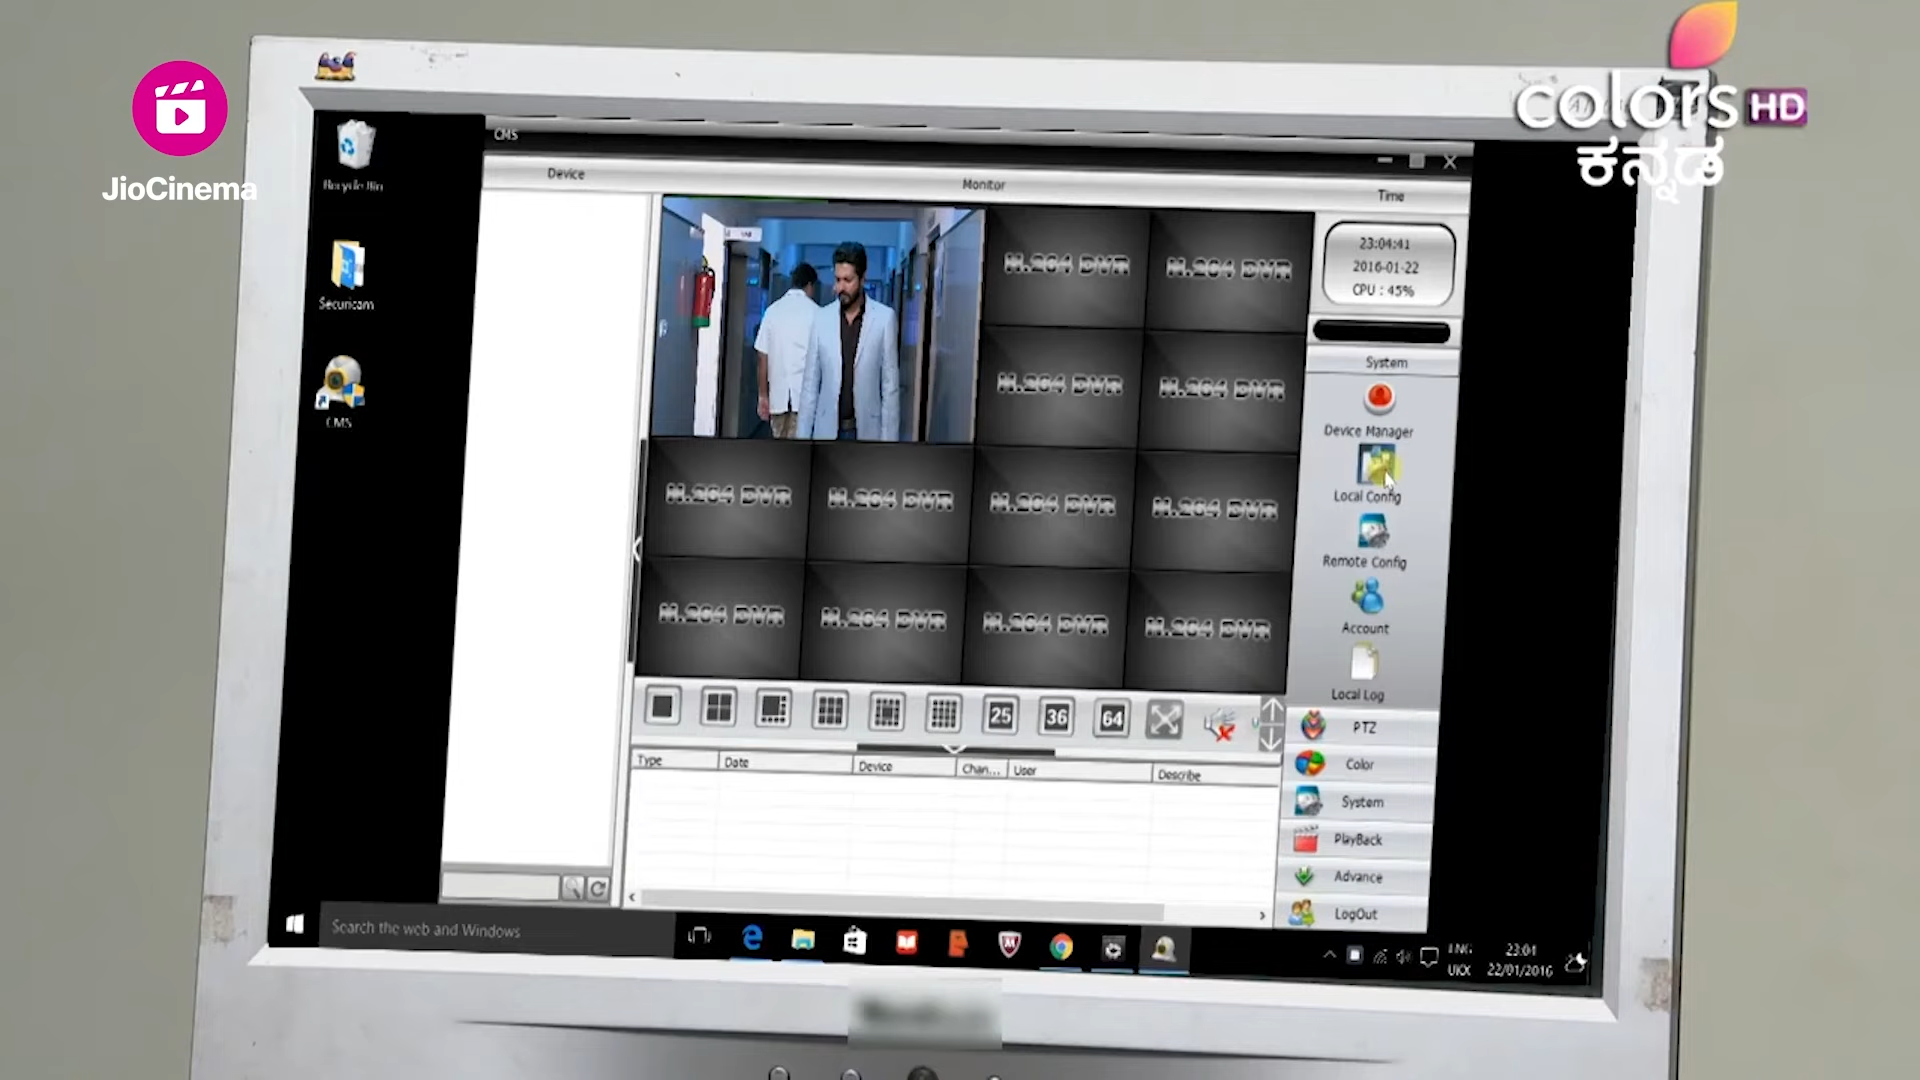 JioCinema
colors HD
ಕನ್ನಡ
Recycle Bin
Securicam
CMS
CMS
Device
Monitor
Time
H.264 DVR
H.264 DVR
23:04:41
2016-01-22
CPU : 45%
H.264 DVR
H.264 DVR
System
Device Manager
Local Config
H.264 DVR
H.264 DVR
H.264 DVR
H.264 DVR
Remote Config
H.264 DVR
H.264 DVR
H.264 DVR
H.264 DVR
Account
Local Log
25
36
64
PTZ
Color
System
PlayBack
Advance
LogOut
Type
Date
Device
Chan...
User
Describe
Search the web and Windows
ENG
UKX
23:04
22/01/2016